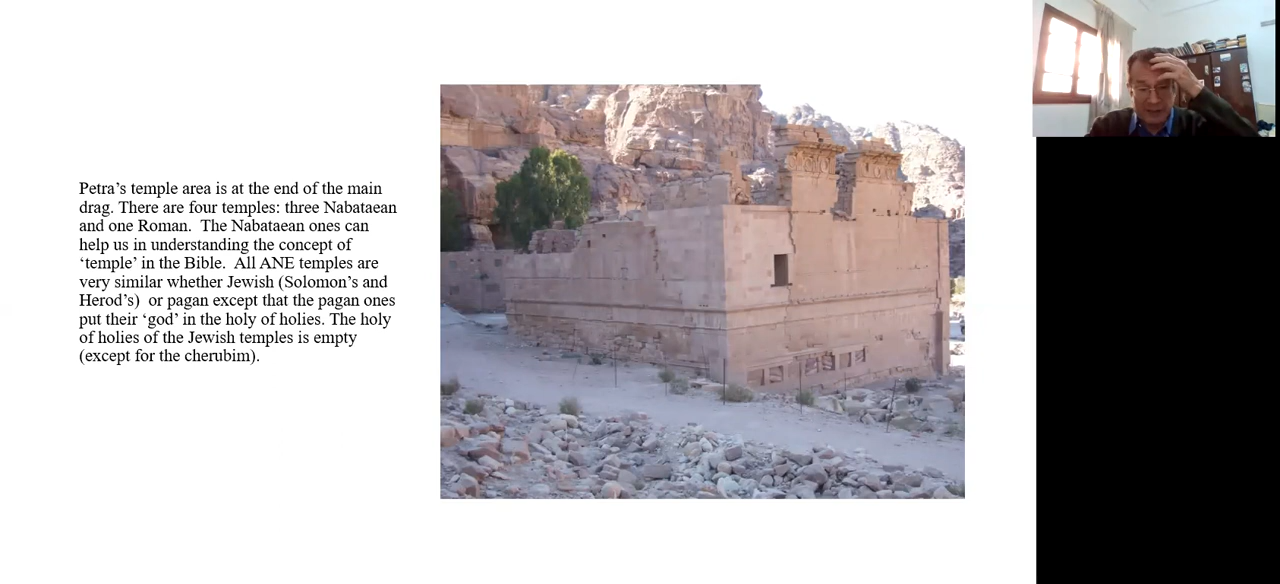 Petra’s temple area is at the end of the main
drag. There are four temples: three Nabataean
and one Roman.  The Nabataean ones can
help us in understanding the concept of
‘temple’ in the Bible.  All ANE temples are
very similar whether Jewish (Solomon’s and
Herod’s)  or pagan except that the pagan ones
put their ‘god’ in the holy of holies. The holy
of holies of the Jewish temples is empty
(except for the cherubim).